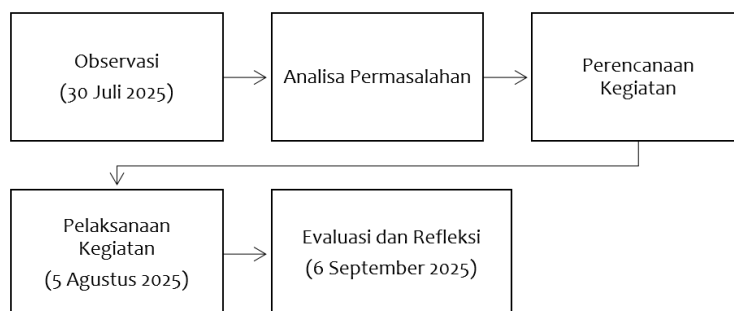 Observasi
(30 Juli 2025)
Analisa Permasalahan
Perencanaan
Kegiatan
Pelaksanaan
Kegiatan
(5 Agustus 2025)
Evaluasi dan Refleksi
(6 September 2025)